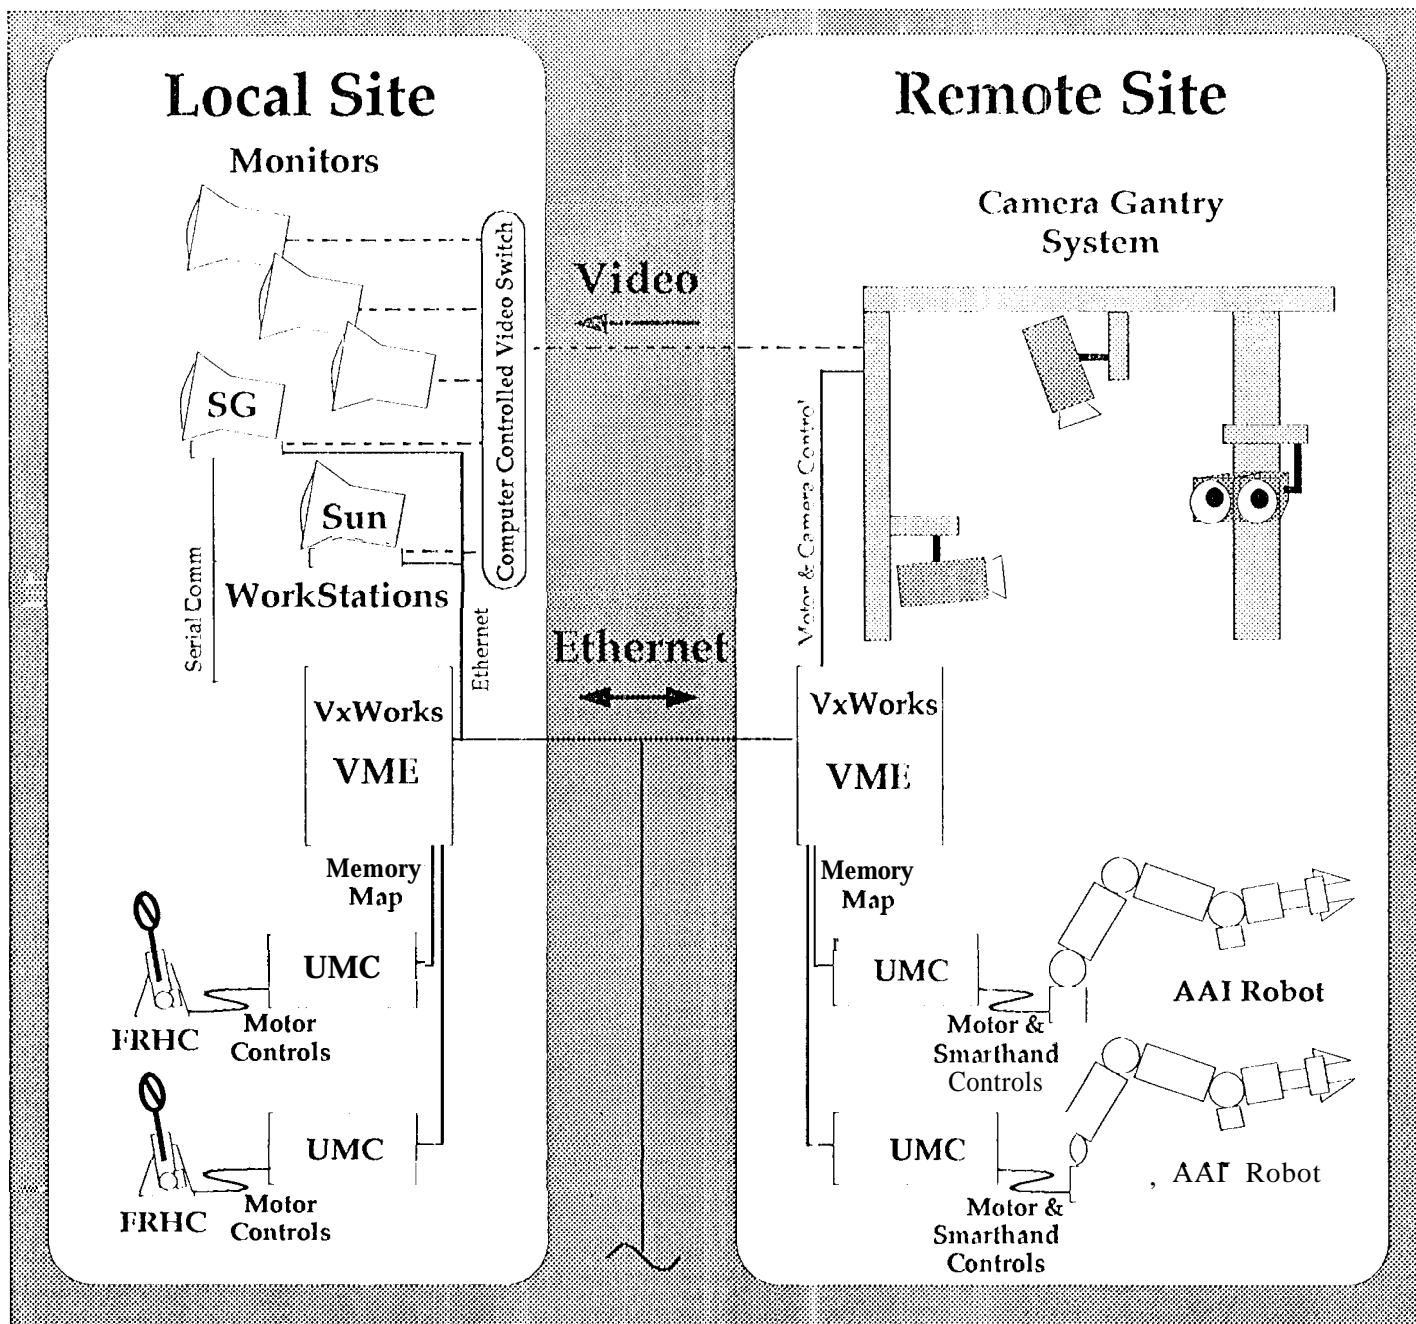 Local Site
Monitors
SG
Sun
WorkStations
Computer Controlled Video Switch
Serial Comm
Ethernet
VxWorks
VME
Memory
Map
UMC
FRHC
Motor
Controls
UMC
FRHC
Motor
Controls
Video
Ethernet
Remote Site
Camera Gantry
System
Motor & Camera Control
VxWorks
VME
Memory
Map
UMC
AAI Robot
Motor &
Smarthand
Controls
UMC
, AAI Robot
Motor &
Smarthand
Controls